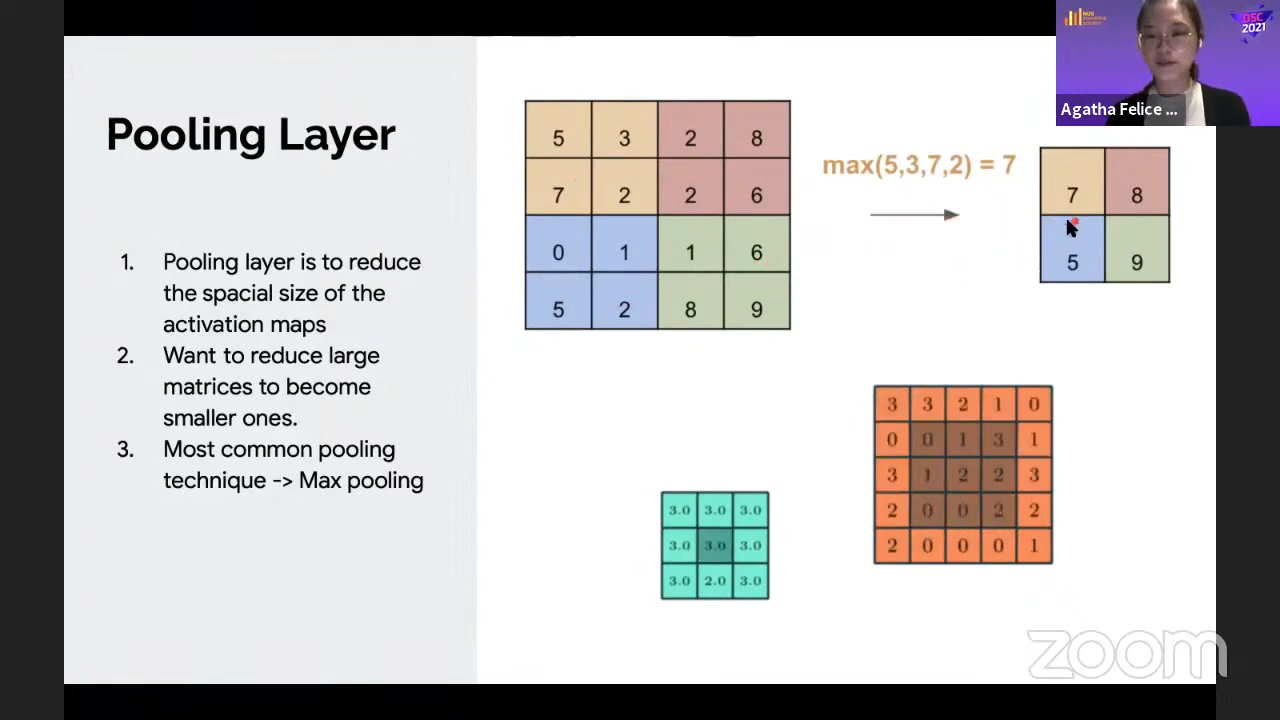 NUS
STATISTICS
SOCIETY
DSC
2021
Agatha Felice ...
Pooling Layer
1. Pooling layer is to reduce
the spacial size of the
activation maps
2. Want to reduce large
matrices to become
smaller ones.
3. Most common pooling
technique -> Max pooling
5 3 2 8
7 2 2 6
0 1 1 6
5 2 8 9
max(5,3,7,2) = 7
7 8
5 9
3.0 3.0 3.0
3.0 3.0 3.0
3.0 2.0 3.0
3 3 2 1 0
0 0 1 3 1
3 1 2 2 3
2 0 0 2 2
2 0 0 0 1
zoom